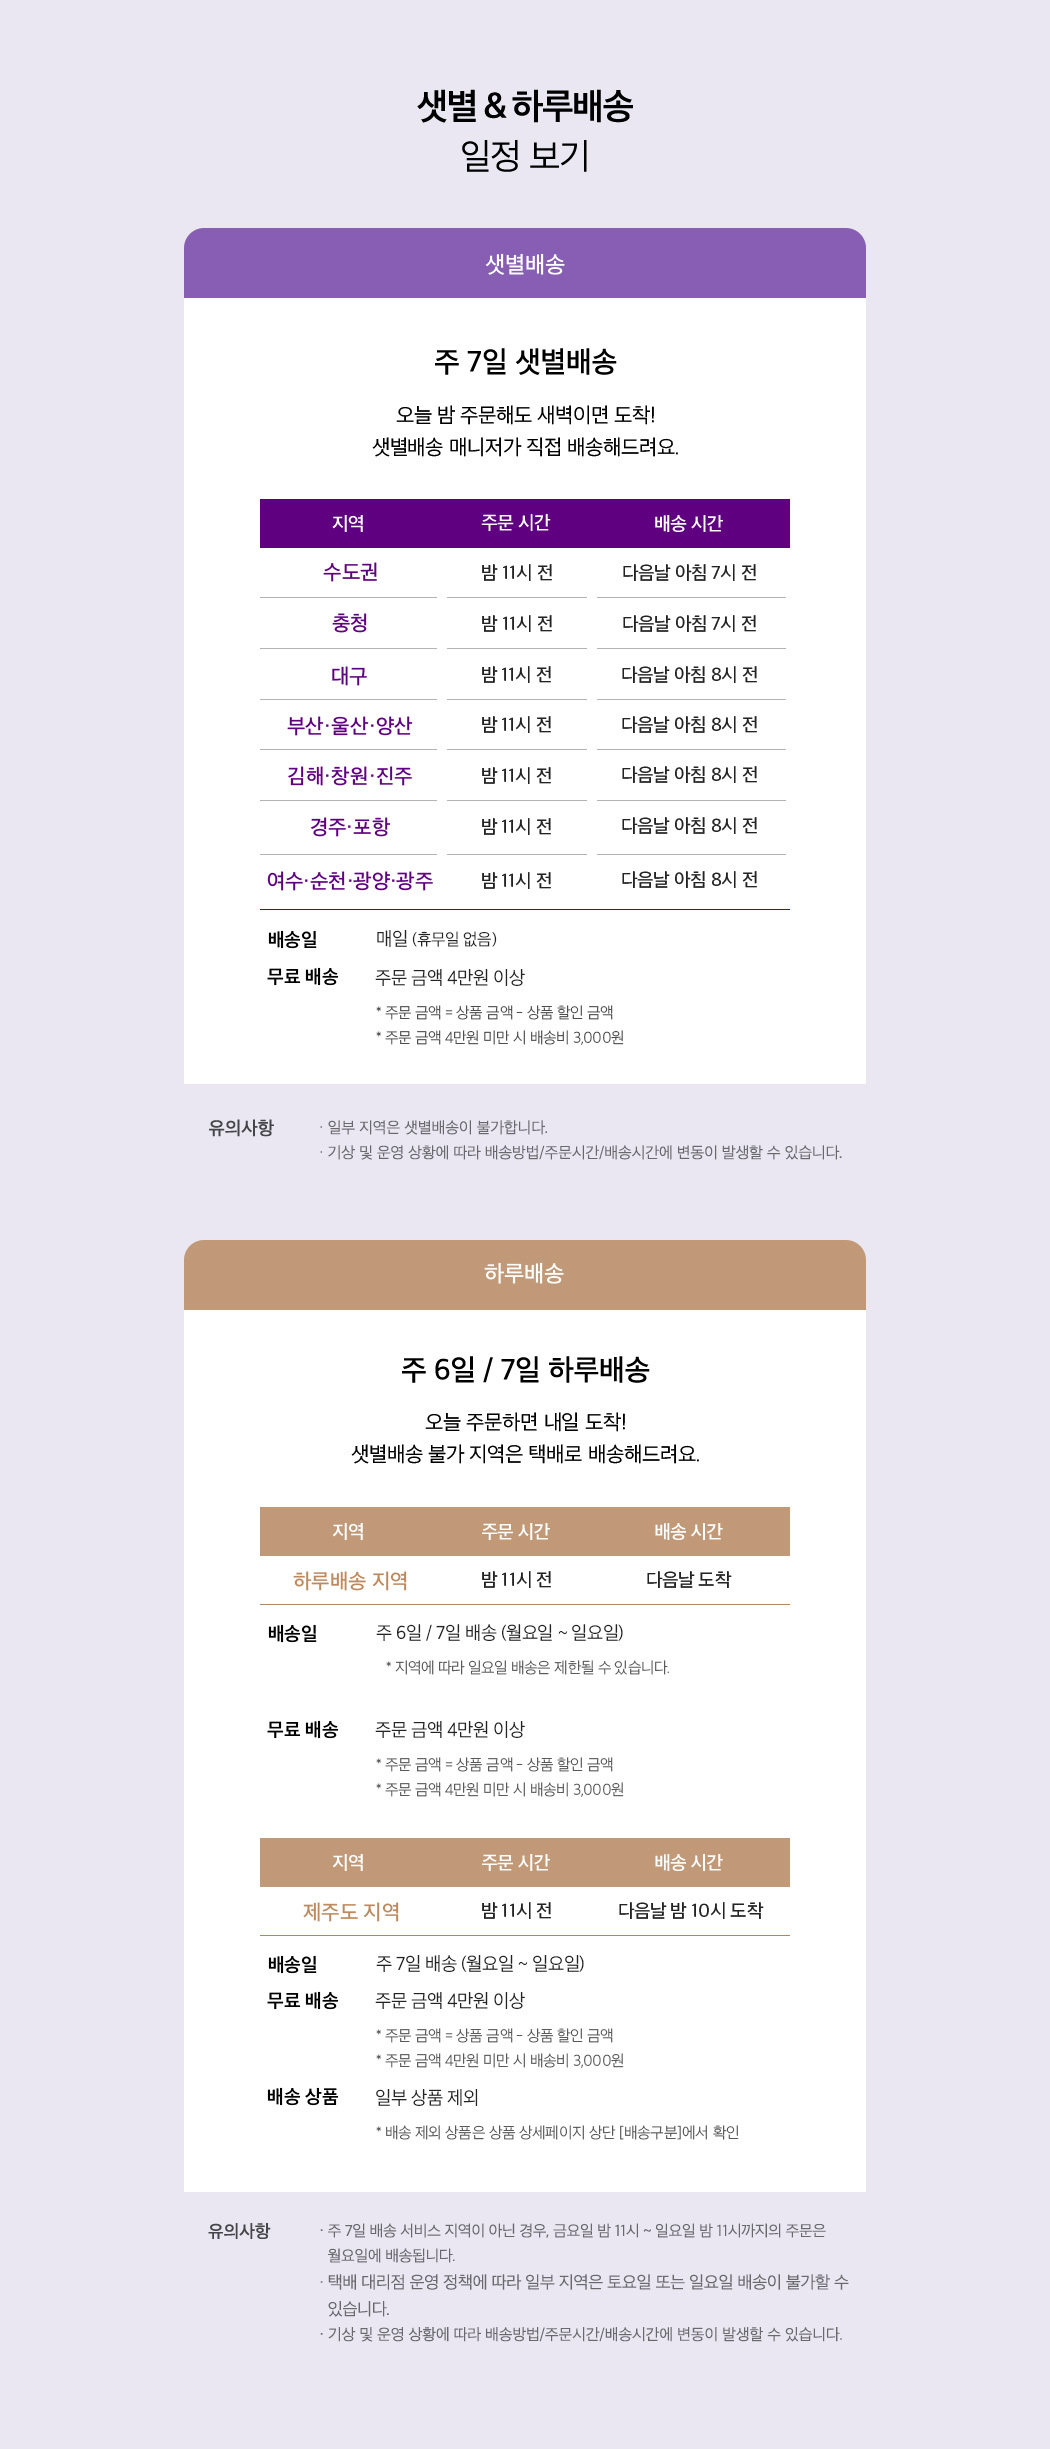 샛별 & 하루배송
일정 보기
샛별배송
주 7일 샛별배송
오늘 밤 주문해도 새벽이면 도착!
샛별배송 매니저가 직접 배송해드려요.
지역 주문 시간 배송 시간
수도권 밤 11시 전 다음날 아침 7시 전
충청 밤 11시 전 다음날 아침 7시 전
대구 밤 11시 전 다음날 아침 8시 전
부산·울산·양산 밤 11시 전 다음날 아침 8시 전
김해·창원·진주 밤 11시 전 다음날 아침 8시 전
경주·포항 밤 11시 전 다음날 아침 8시 전
여수·순천·광양·광주 밤 11시 전 다음날 아침 8시 전
배송일 매일 (휴무일 없음)
무료 배송 주문 금액 4만원 이상
* 주문 금액 = 상품 금액 - 상품 할인 금액
* 주문 금액 4만원 미만 시 배송비 3,000원
유의사항 · 일부 지역은 샛별배송이 불가합니다.
· 기상 및 운영 상황에 따라 배송방법/주문시간/배송시간에 변동이 발생할 수 있습니다.
하루배송
주 6일 / 7일 하루배송
오늘 주문하면 내일 도착!
샛별배송 불가 지역은 택배로 배송해드려요.
지역 주문 시간 배송 시간
하루배송 지역 밤 11시 전 다음날 도착
배송일 주 6일 / 7일 배송 (월요일 ~ 일요일)
* 지역에 따라 일요일 배송은 제한될 수 있습니다.
무료 배송 주문 금액 4만원 이상
* 주문 금액 = 상품 금액 - 상품 할인 금액
* 주문 금액 4만원 미만 시 배송비 3,000원
지역 주문 시간 배송 시간
제주도 지역 밤 11시 전 다음날 밤 10시 도착
배송일 주 7일 배송 (월요일 ~ 일요일)
무료 배송 주문 금액 4만원 이상
* 주문 금액 = 상품 금액 - 상품 할인 금액
* 주문 금액 4만원 미만 시 배송비 3,000원
배송 상품 일부 상품 제외
* 배송 제외 상품은 상품 상세페이지 상단 [배송구분]에서 확인
유의사항 · 주 7일 배송 서비스 지역이 아닌 경우, 금요일 밤 11시 ~ 일요일 밤 11시까지의 주문은
월요일에 배송됩니다.
· 택배 대리점 운영 정책에 따라 일부 지역은 토요일 또는 일요일 배송이 불가할 수
있습니다.
· 기상 및 운영 상황에 따라 배송방법/주문시간/배송시간에 변동이 발생할 수 있습니다.